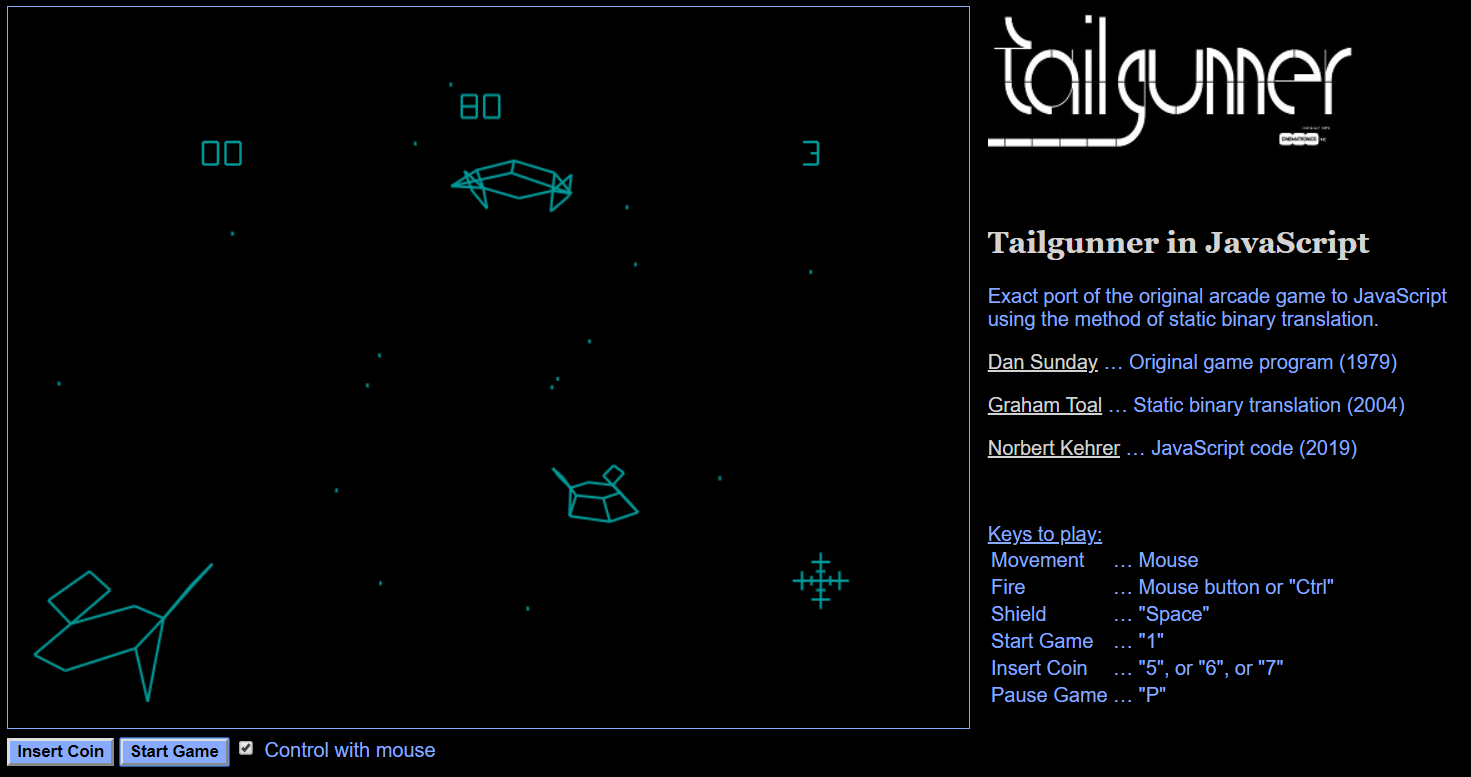 80
00
3
Tailgunner
CINEMATRONICS
Tailgunner in JavaScript
Exact port of the original arcade game to JavaScript
using the method of static binary translation.
Dan Sunday … Original game program (1979)
Graham Toal … Static binary translation (2004)
Norbert Kehrer … JavaScript code (2019)
Keys to play:
Movement … Mouse
Fire … Mouse button or "Ctrl"
Shield … "Space"
Start Game … "1"
Insert Coin … "5", or "6", or "7"
Pause Game … "P"
Insert Coin Start Game Control with mouse